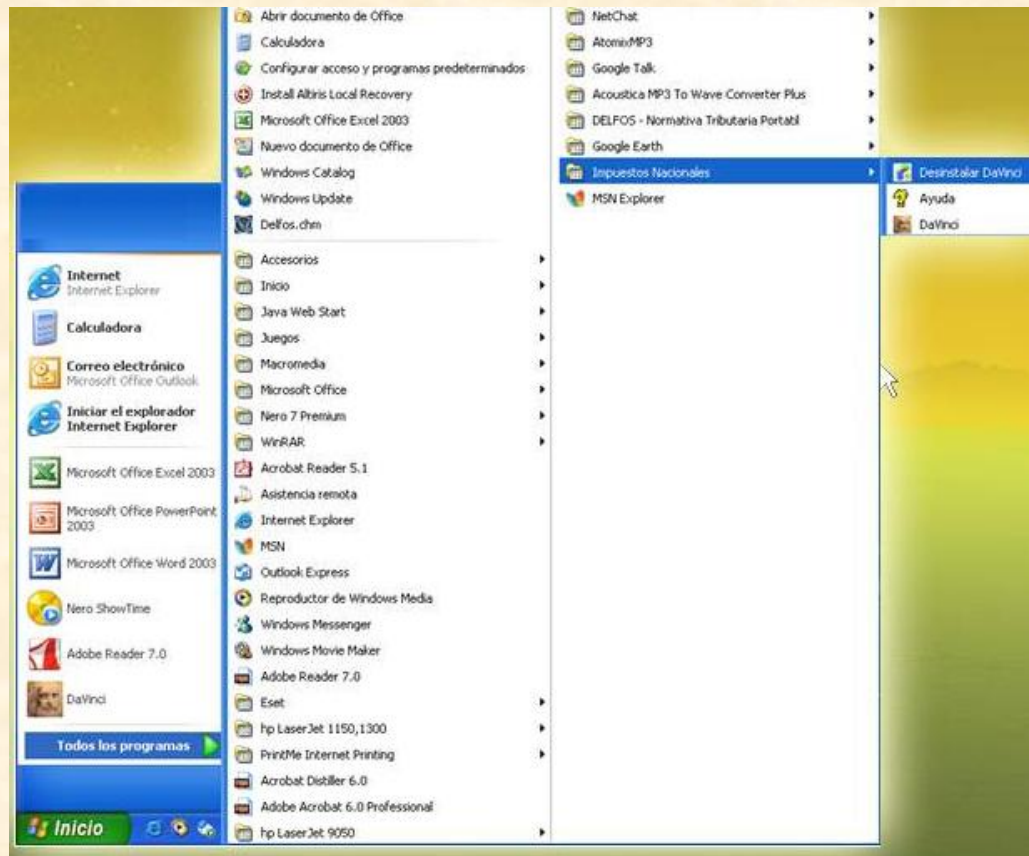 Abrir documento de Office
Calculadora
Configurar acceso y programas predeterminados
Install Altiris Local Recovery
Microsoft Office Excel 2003
Nuevo documento de Office
Windows Catalog
Windows Update
Delfos.chm
Accesorios
Inicio
Java Web Start
Juegos
Macromedia
Microsoft Office
Nero 7 Premium
WinRAR
Acrobat Reader 5.1
Asistencia remota
Internet Explorer
MSN
Outlook Express
Reproductor de Windows Media
Windows Messenger
Windows Movie Maker
Adobe Reader 7.0
Eset
hp LaserJet 1150,1300
PrintMe Internet Printing
Acrobat Distiller 6.0
Adobe Acrobat 6.0 Professional
hp LaserJet 9050
NetChat
AtomixMP3
Google Talk
Acoustica MP3 To Wave Converter Plus
DELFOS - Normativa Tributaria Portatil
Google Earth
Impuestos Nacionales
MSN Explorer
Desinstalar DaVinci
Ayuda
DaVinci
Internet
Internet Explorer
Calculadora
Correo electrónico
Microsoft Office Outlook
Iniciar el explorador
Internet Explorer
Microsoft Office Excel 2003
Microsoft Office PowerPoint
2003
Microsoft Office Word 2003
Nero ShowTime
Adobe Reader 7.0
DaVinci
Todos los programas
Inicio